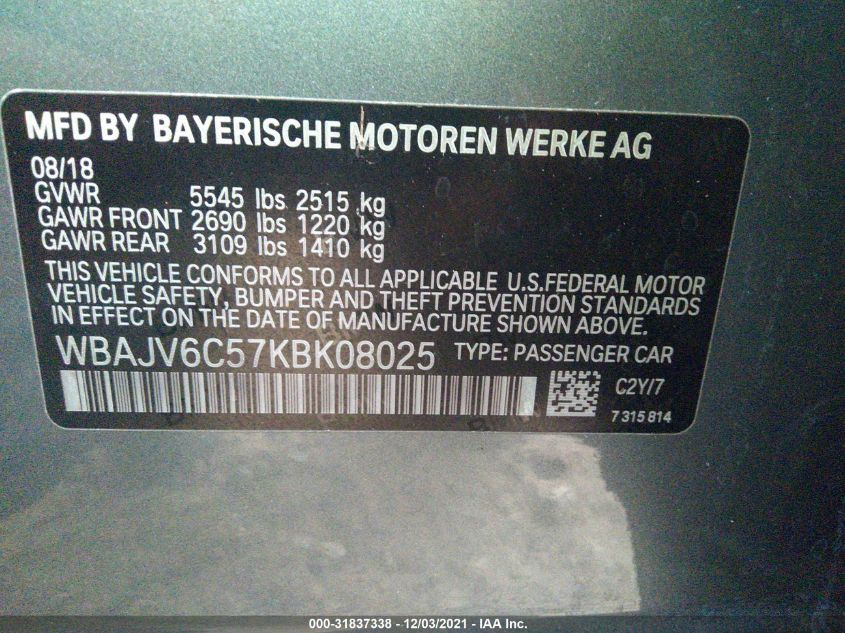 MFD BY BAYERISCHE MOTOREN WERKE AG
08/18
GVWR 5545 lbs 2515 kg
GAWR FRONT 2690 lbs 1220 kg
GAWR REAR 3109 lbs 1410 kg
THIS VEHICLE CONFORMS TO ALL APPLICABLE U.S.FEDERAL MOTOR
VEHICLE SAFETY, BUMPER AND THEFT PREVENTION STANDARDS
IN EFFECT ON THE DATE OF MANUFACTURE SHOWN ABOVE.
WBAJV6C57KBK08025 TYPE: PASSENGER CAR
C2Y/7
7315814
000-31837338 - 12/03/2021 - IAA Inc.